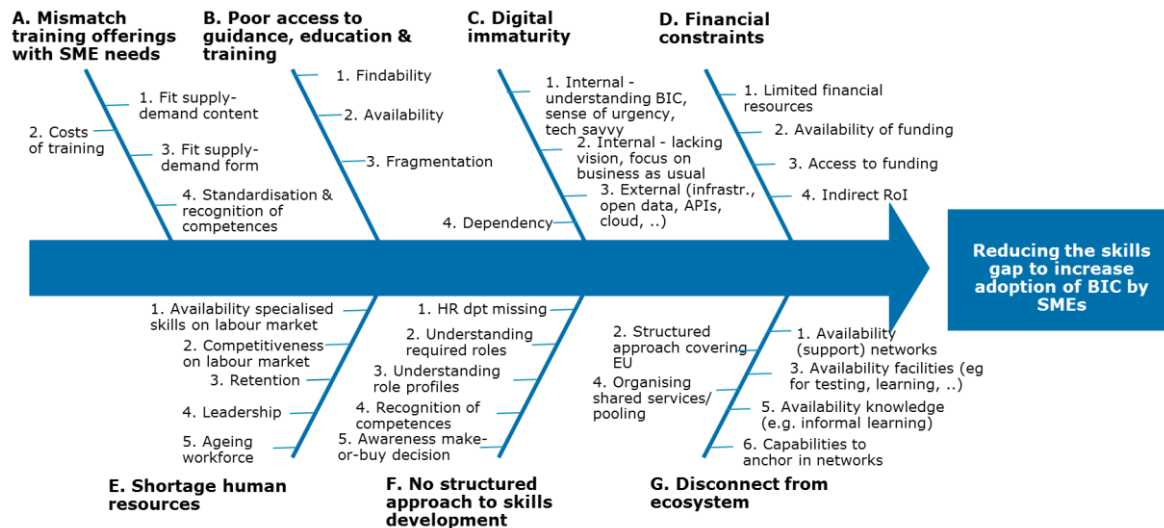 A. Mismatch
training offerings
with SME needs
1. Fit supply-
demand content
2. Costs
of training
3. Fit supply-
demand form
4. Standardisation &
recognition of
competences
B. Poor access to
guidance, education &
training
1. Findability
2. Availability
3. Fragmentation
C. Digital
immaturity
1. Internal -
understanding BIC,
sense of urgency,
tech savvy
2. Internal - lacking
vision, focus on
business as usual
3. External (infrastr.,
open data, APIs,
cloud, ..)
4. Dependency
D. Financial
constraints
1. Limited financial
resources
2. Availability of funding
3. Access to funding
4. Indirect RoI
Reducing the skills
gap to increase
adoption of BIC by
SMEs
1. Availability specialised
skills on labour market
2. Competitiveness
on labour market
3. Retention
4. Leadership
5. Ageing
workforce
E. Shortage human
resources
1. HR dpt missing
2. Understanding
required roles
3. Understanding
role profiles
4. Recognition of
competences
5. Awareness make-
or-buy decision
F. No structured
approach to skills
development
1. Availability
(support) networks
2. Structured
approach covering
EU
3. Availability facilities (eg
for testing, learning, ..)
4. Organising
shared services/
pooling
5. Availability knowledge
(e.g. informal learning)
6. Capabilities to
anchor in networks
G. Disconnect from
ecosystem